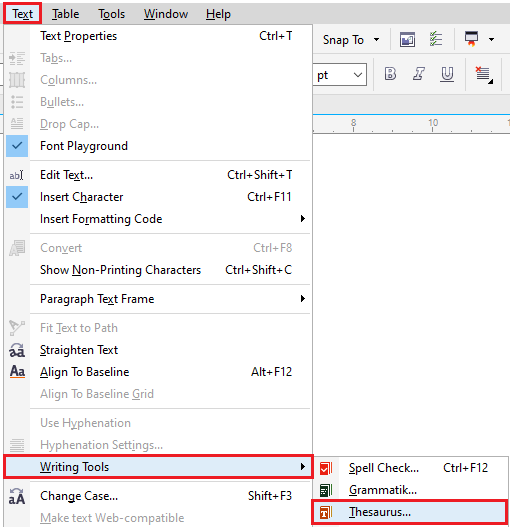 Text Table Tools Window Help
Text Properties Ctrl+T
Snap To
Tabs...
Columns...
pt B I U
Bullets...
Drop Cap...
8 10
Font Playground
Edit Text... Ctrl+Shift+T
Insert Character Ctrl+F11
Insert Formatting Code
Convert Ctrl+F8
Show Non-Printing Characters Ctrl+Shift+C
Paragraph Text Frame
Fit Text to Path
Straighten Text
Align To Baseline Alt+F12
Align To Baseline Grid
Use Hyphenation
Hyphenation Settings...
Writing Tools
Spell Check... Ctrl+F12
Grammatik...
Thesaurus...
Change Case... Shift+F3
Make text Web-compatible